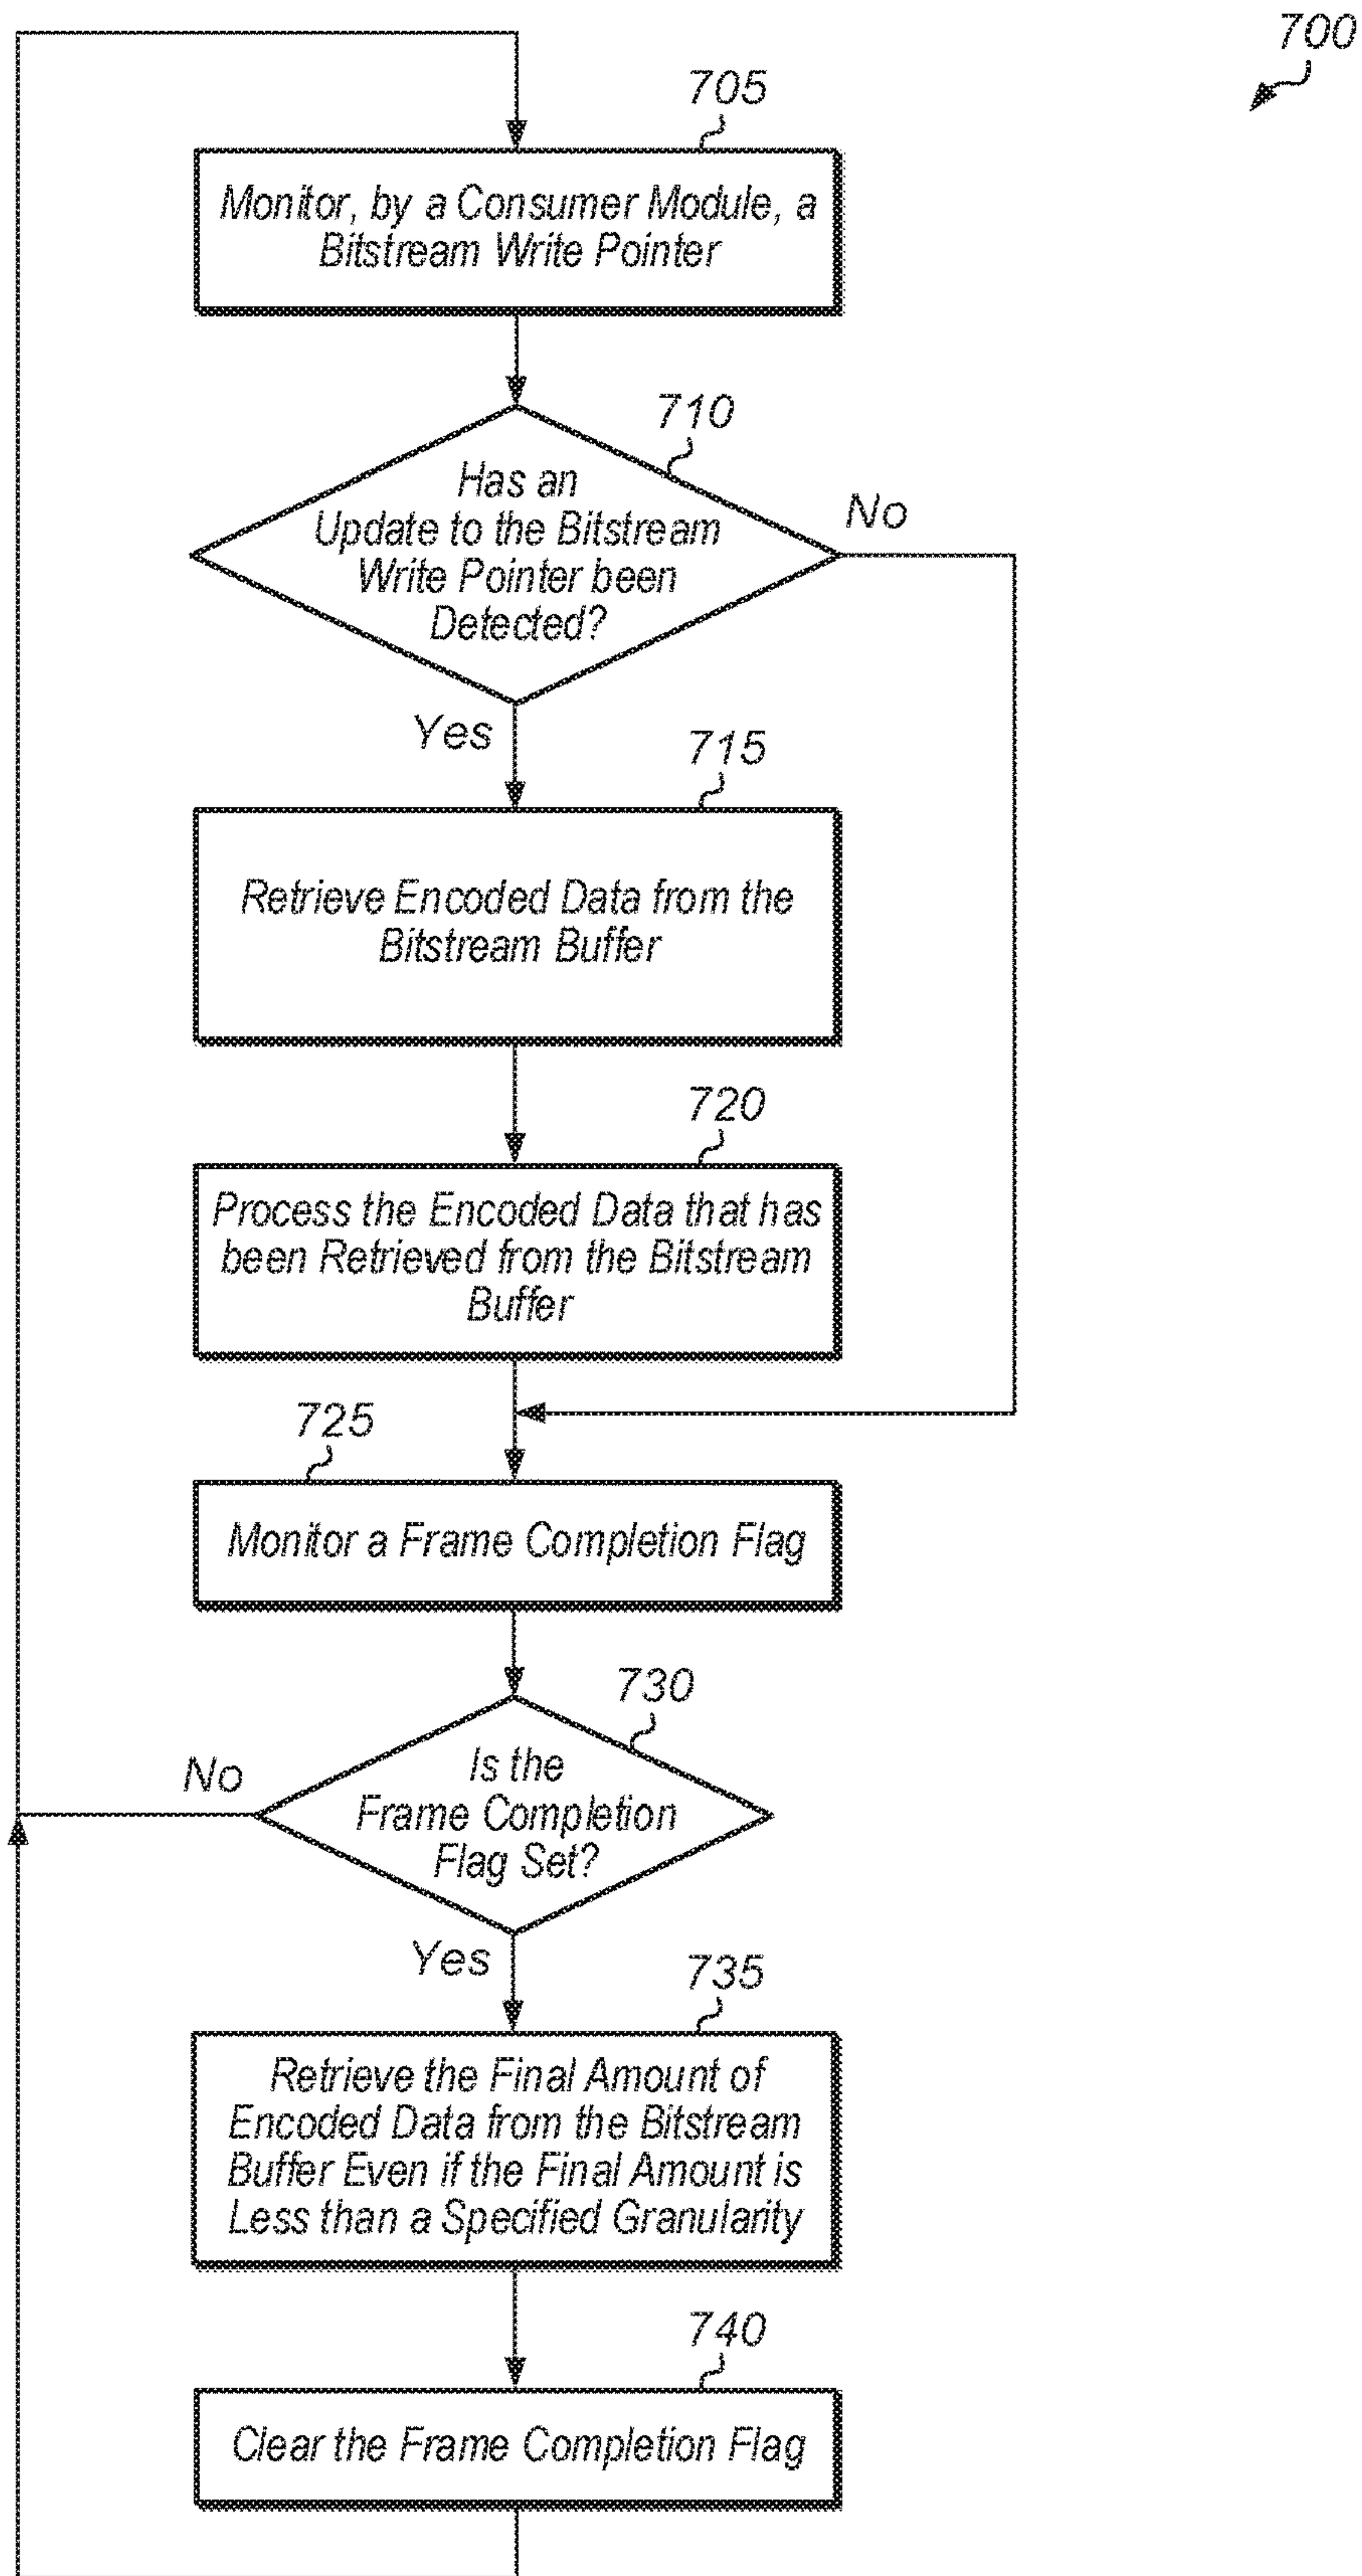 700
705
Monitor, by a Consumer Module, a
Bitstream Write Pointer
710
Has an
Update to the Bitstream
Write Pointer been
Detected?
No
Yes
715
Retrieve Encoded Data from the
Bitstream Buffer
720
Process the Encoded Data that has
been Retrieved from the Bitstream
Buffer
725
Monitor a Frame Completion Flag
730
Is the
Frame Completion
Flag Set?
No
Yes
735
Retrieve the Final Amount of
Encoded Data from the Bitstream
Buffer Even if the Final Amount is
Less than a Specified Granularity
740
Clear the Frame Completion Flag